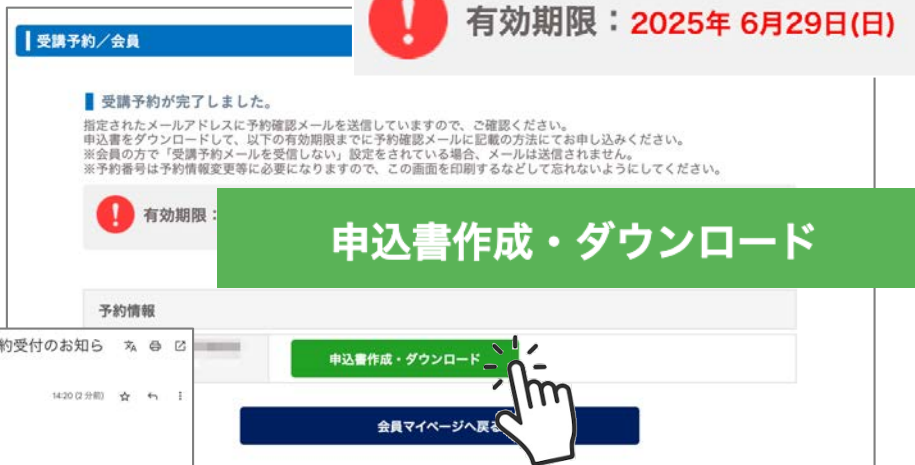 有効期限：2025年 6月29日(日)
受講予約／会員
受講予約が完了しました。
指定されたメールアドレスに予約確認メールを送信していますので、ご確認ください。
申込書をダウンロードして、以下の有効期限までに予約確認メールに記載の方法にてお申し込みください。
※会員の方で「受講予約メールを受信しない」設定をされている場合、メールは送信されません。
※予約番号は予約情報変更等に必要になりますので、この画面を印刷するなどして忘れないようにしてください。
有効期限：
申込書作成・ダウンロード
予約情報
約受付のお知ら
申込書作成・ダウンロード
14:20 (2 分前)
会員マイページへ戻る